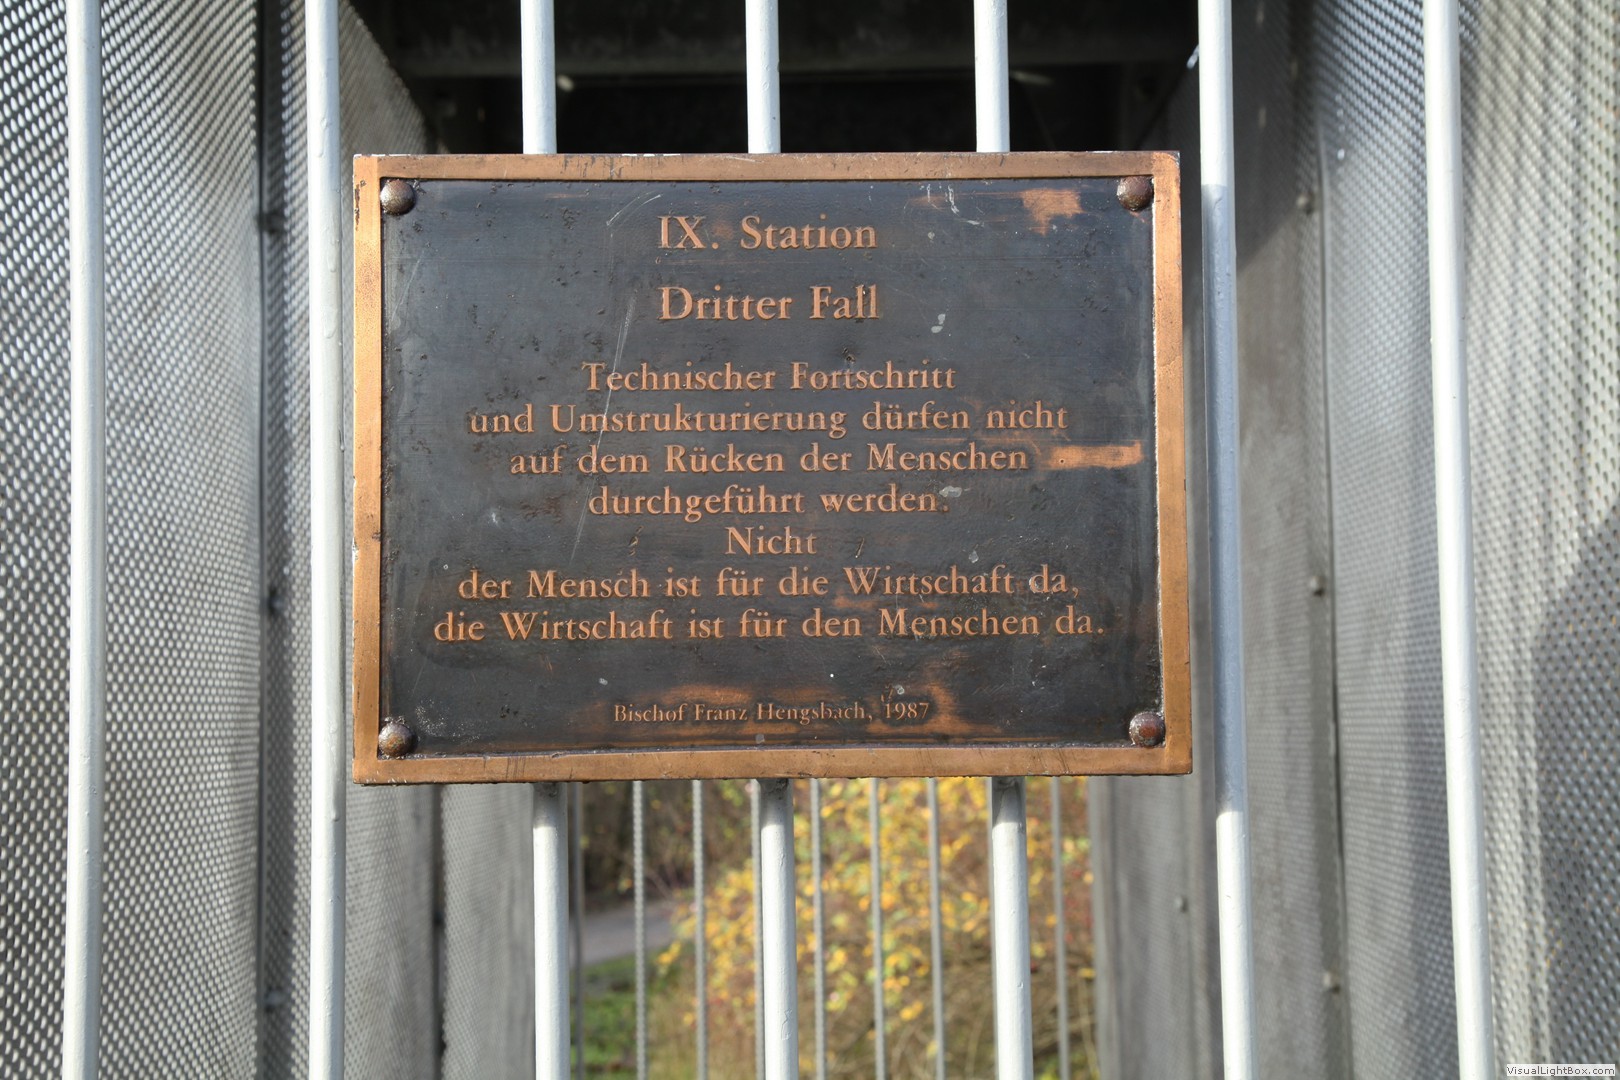 IX. Station
Dritter Fall
Technischer Fortschritt
und Umstrukturierung dürfen nicht
auf dem Rücken der Menschen
durchgeführt werden.
Nicht
der Mensch ist für die Wirtschaft da,
die Wirtschaft ist für den Menschen da.
Bischof Franz Hengsbach, 1987
VisualLightBox.com